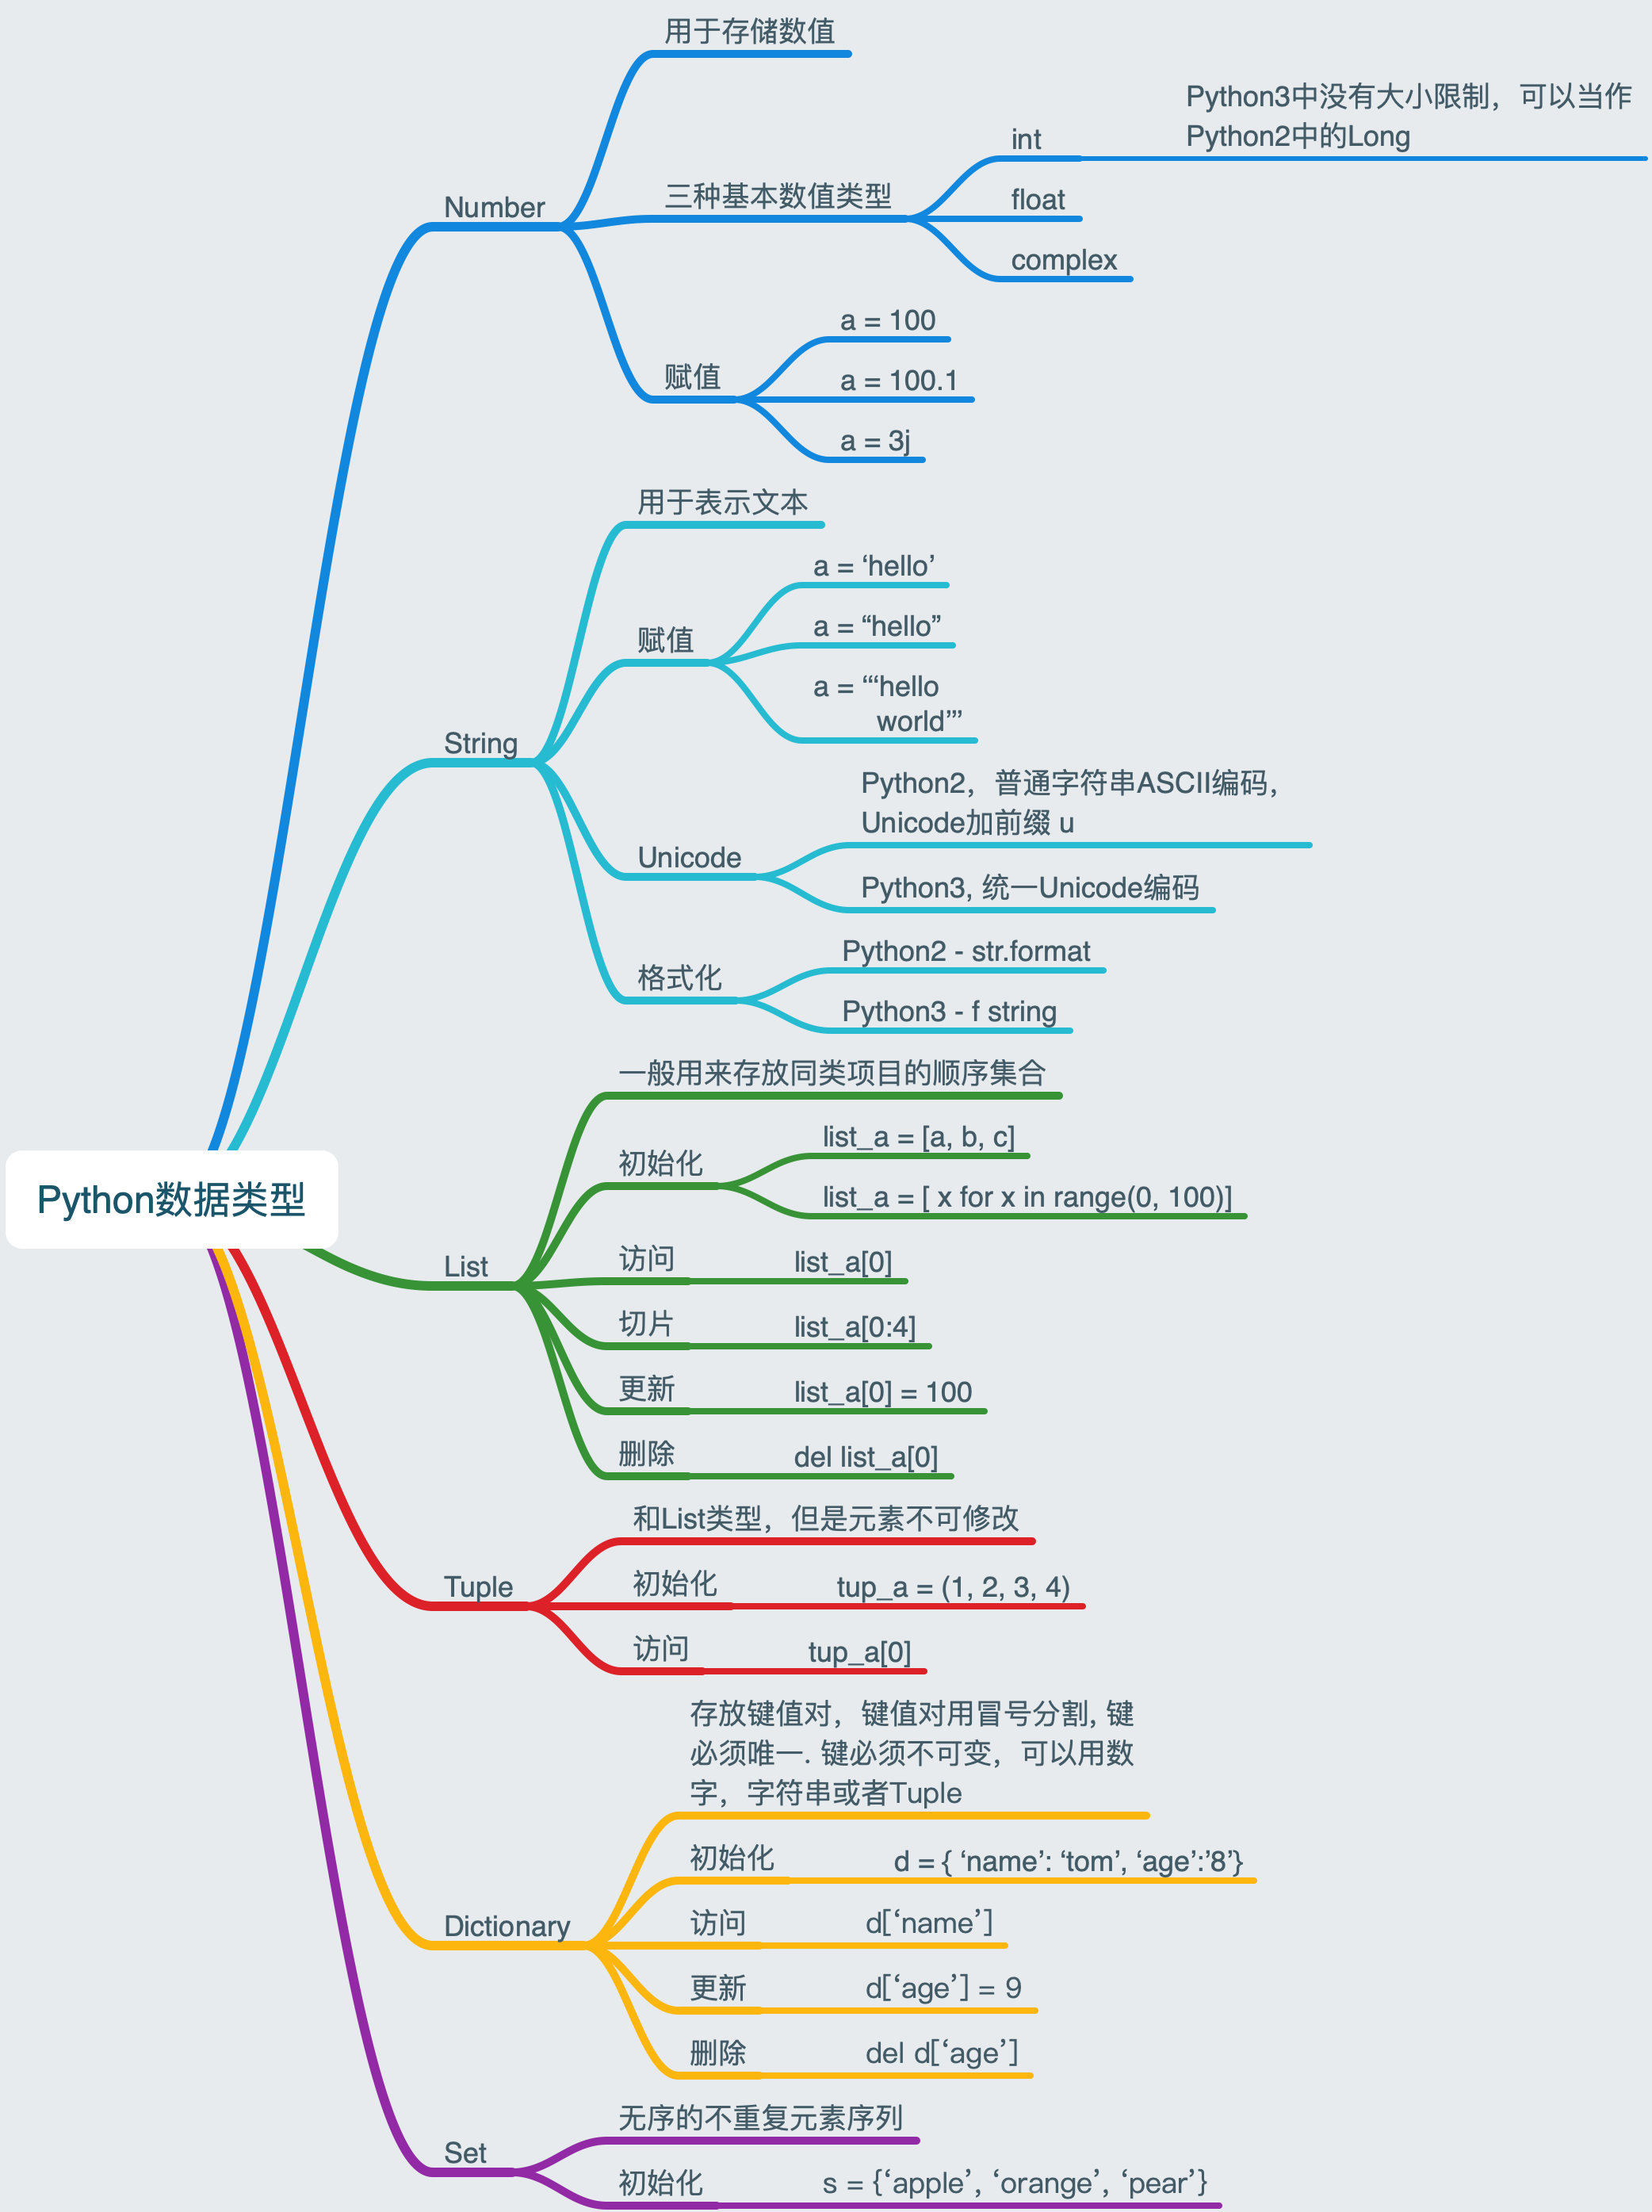 Python数据类型
Number
用于存储数值
三种基本数值类型
int
Python3中没有大小限制，可以当作
Python2中的Long
float
complex
赋值
a = 100
a = 100.1
a = 3j
String
用于表示文本
赋值
a = ‘hello’
a = “hello”
a = “‘hello
world’”
Unicode
Python2，普通字符串ASCII编码，
Unicode加前缀 u
Python3, 统一Unicode编码
格式化
Python2 - str.format
Python3 - f string
List
一般用来存放同类项目的顺序集合
初始化
list_a = [a, b, c]
list_a = [ x for x in range(0, 100)]
访问
list_a[0]
切片
list_a[0:4]
更新
list_a[0] = 100
删除
del list_a[0]
Tuple
和List类型，但是元素不可修改
初始化
tup_a = (1, 2, 3, 4)
访问
tup_a[0]
Dictionary
存放键值对，键值对用冒号分割, 键
必须唯一. 键必须不可变，可以用数
字，字符串或者Tuple
初始化
d = { ‘name’: ‘tom’, ‘age’:’8’}
访问
d[‘name’]
更新
d[‘age’] = 9
删除
del d[‘age’]
Set
无序的不重复元素序列
初始化
s = {‘apple’, ‘orange’, ‘pear’}